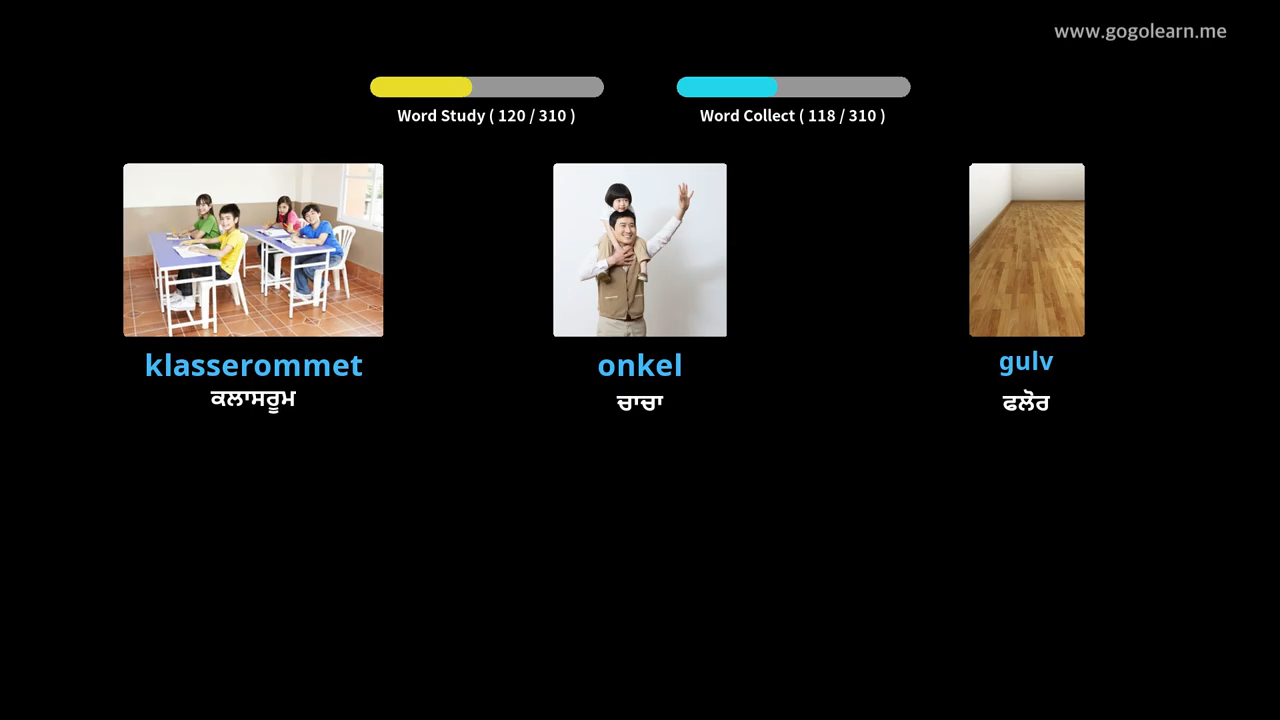 www.gogolearn.me
Word Study ( 120 / 310 )
Word Collect ( 118 / 310 )
klasserommet
ਕਲਾਸਰੂਮ
onkel
ਚਾਚਾ
gulv
ਫਲੋਰ